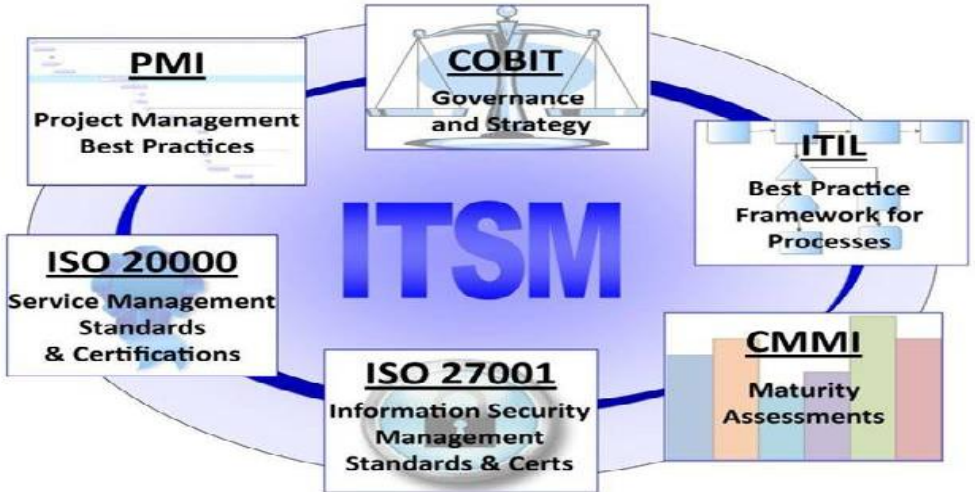 PMI
Project Management
Best Practices
COBIT
Governance
and Strategy
ITIL
Best Practice
Framework for
Processes
ITSM
ISO 20000
Service Management
Standards
& Certifications
ISO 27001
Information Security
Management
Standards & Certs
CMMI
Maturity
Assessments